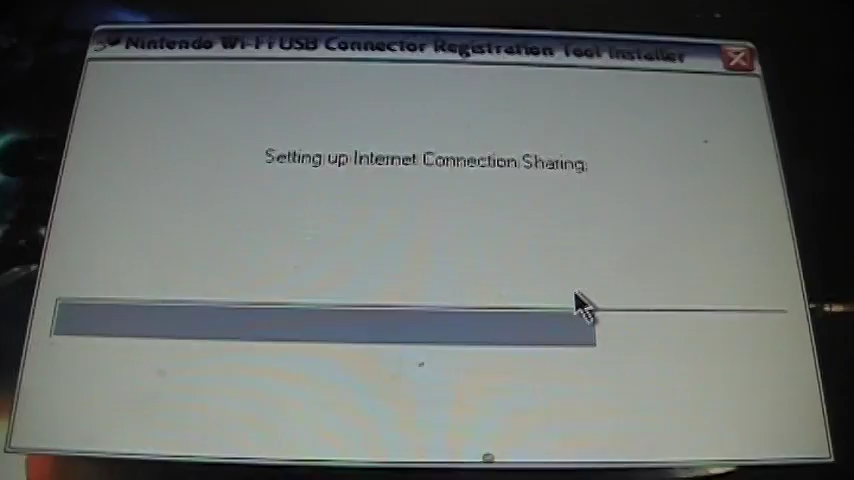 Nintendo Wi-Fi USB Connector Registration Tool Installer
Setting up Internet Connection Sharing.